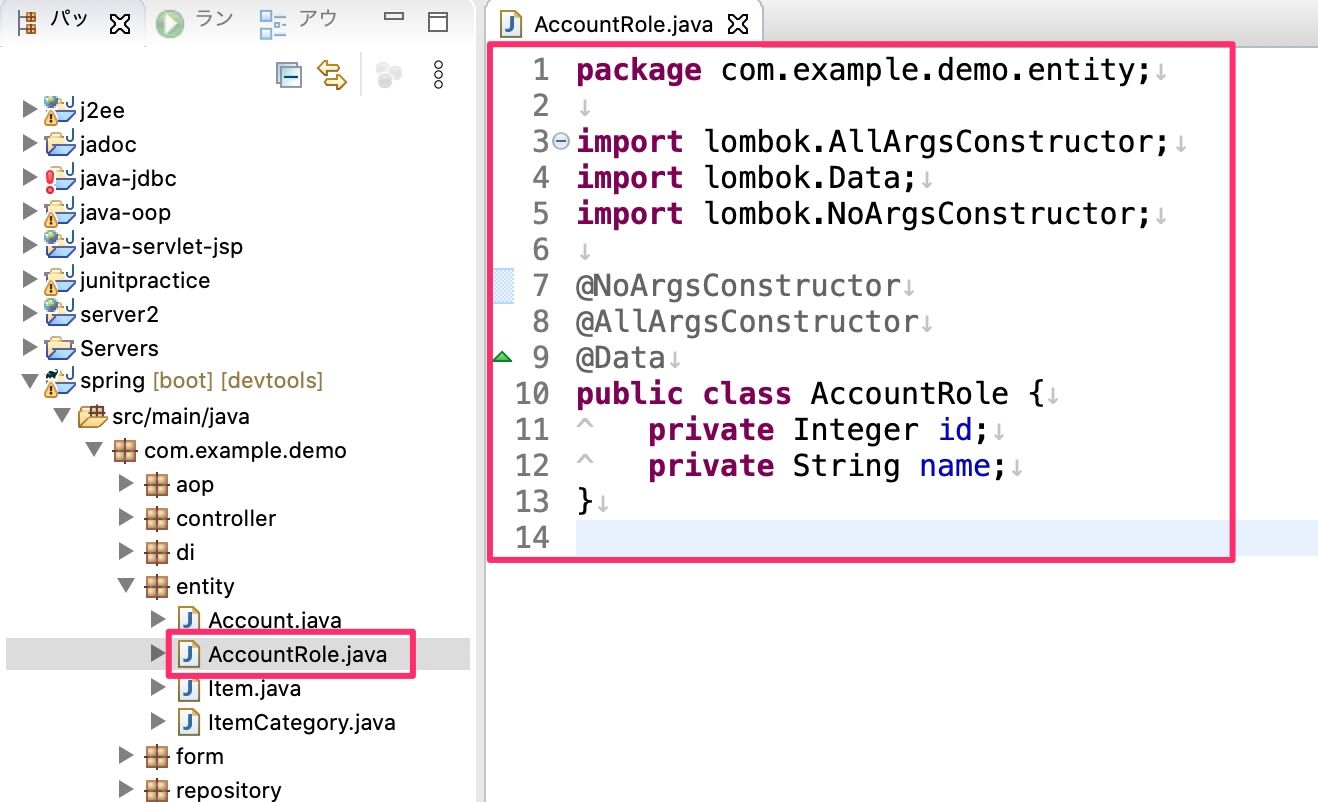 パッ
ラン
アウ
j2ee
jadoc
java-jdbc
java-oop
java-servlet-jsp
junitpractice
server2
Servers
spring [boot] [devtools]
src/main/java
com.example.demo
aop
controller
di
entity
Account.java
AccountRole.java
Item.java
ItemCategory.java
form
repository
AccountRole.java
1 package com.example.demo.entity;↓
2 ↓
3 import lombok.AllArgsConstructor;↓
4 import lombok.Data;↓
5 import lombok.NoArgsConstructor;↓
6 ↓
7 @NoArgsConstructor↓
8 @AllArgsConstructor↓
9 @Data↓
10 public class AccountRole {↓
11 ^ private Integer id;↓
12 ^ private String name;↓
13 }↓
14